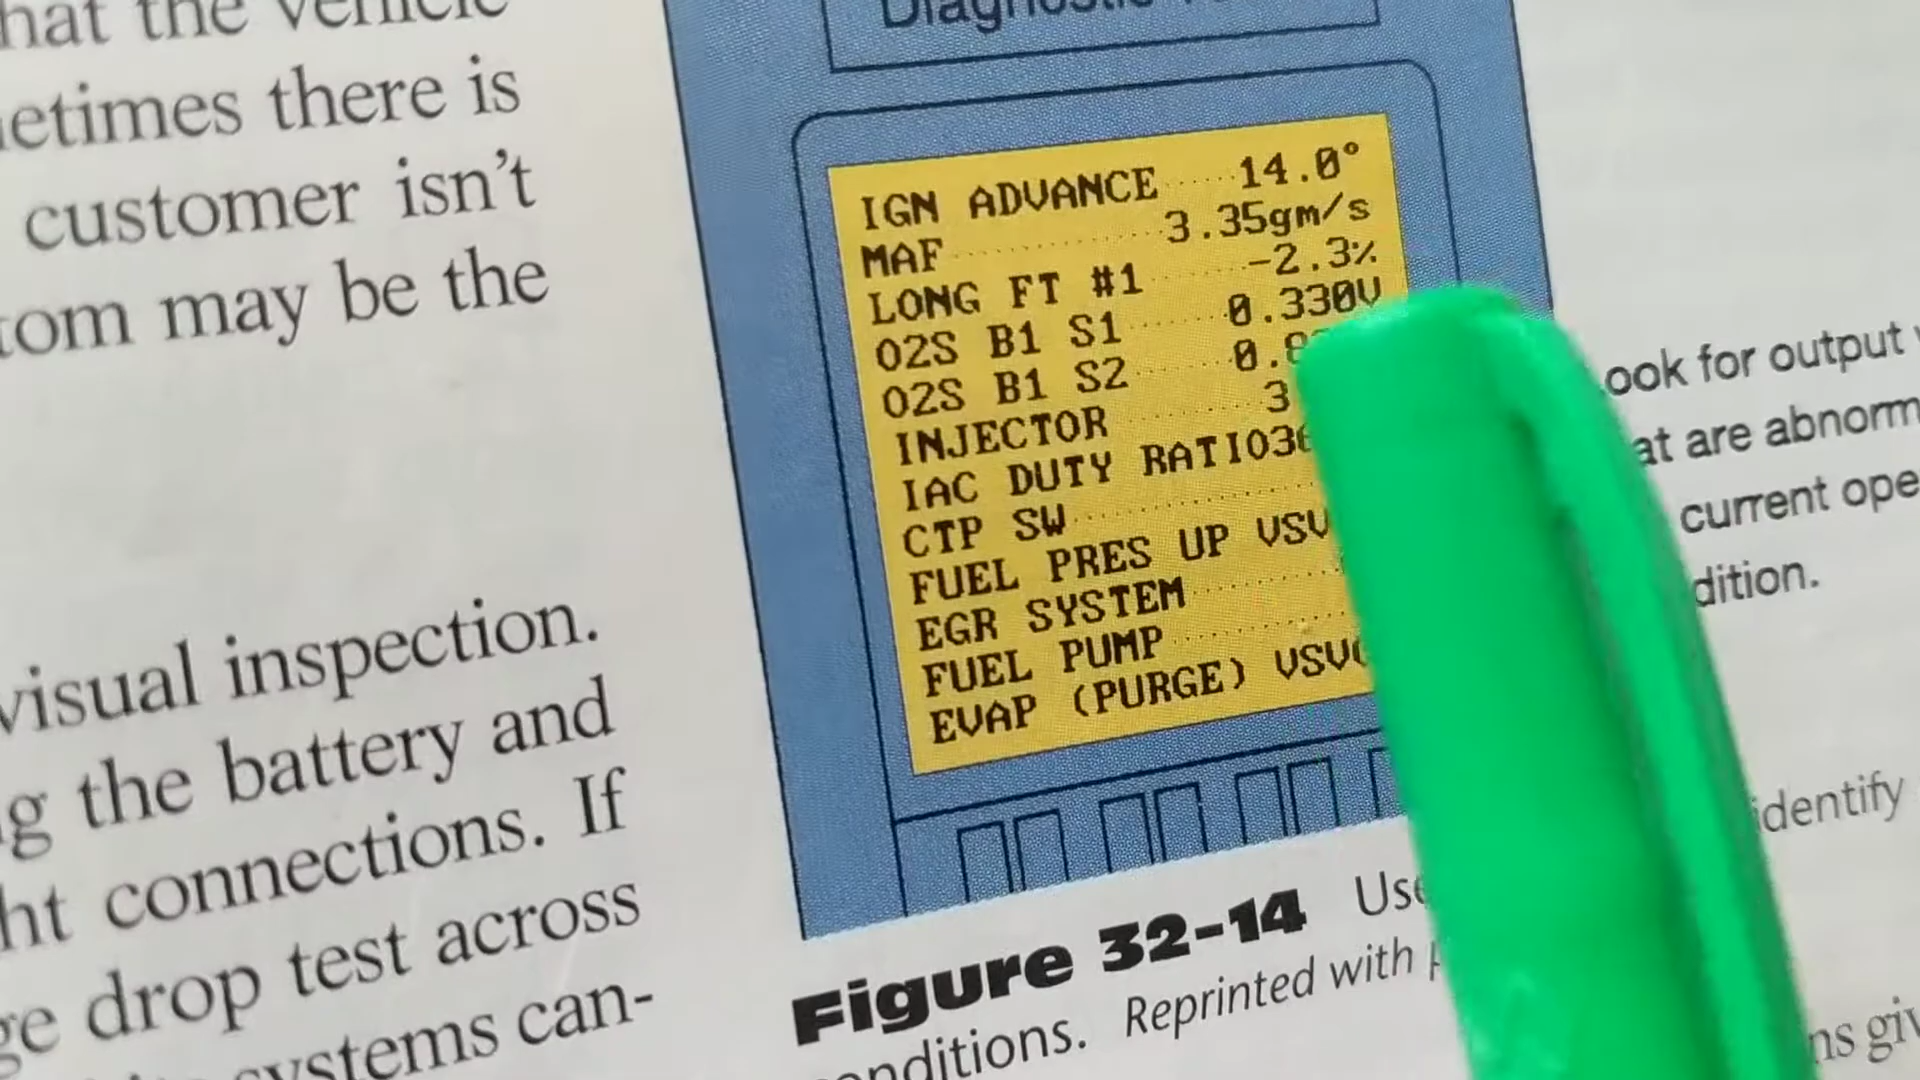 hat the vehicle
etimes there is
customer isn't
tom may be the
visual inspection.
g the battery and
ht connections. If
ge drop test across
systems can-
Diagnostic
IGN ADVANCE 14.0°
MAF 3.35gm/s
LONG FT #1 -2.3%
O2S B1 S1 0.330V
O2S B1 S2 0.8
INJECTOR 3
IAC DUTY RATIO3
CTP SW
FUEL PRES UP VSV
EGR SYSTEM
FUEL PUMP
EVAP (PURGE) VSV
ook for output
at are abnorm
current ope
dition.
Figure 32-14 Use
identify
conditions. Reprinted with
ns giv